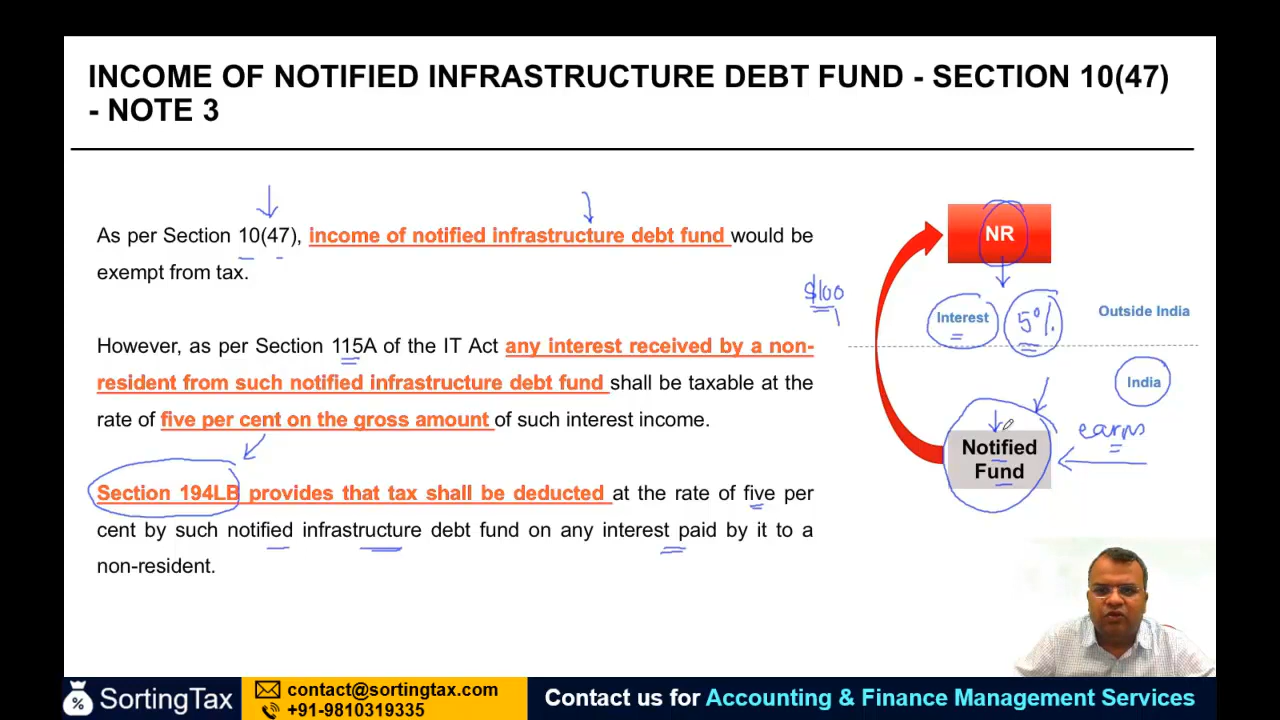 INCOME OF NOTIFIED INFRASTRUCTURE DEBT FUND - SECTION 10(47)
- NOTE 3
As per Section 10(47), income of notified infrastructure debt fund would be
exempt from tax.
However, as per Section 115A of the IT Act any interest received by a non-
resident from such notified infrastructure debt fund shall be taxable at the
rate of five per cent on the gross amount of such interest income.
Section 194LB provides that tax shall be deducted at the rate of five per
cent by such notified infrastructure debt fund on any interest paid by it to a
non-resident.
NR
$100
Interest 5%
Outside India
India
earns
Notified
Fund
SortingTax
contact@sortingtax.com
+91-9810319335
Contact us for Accounting & Finance Management Services